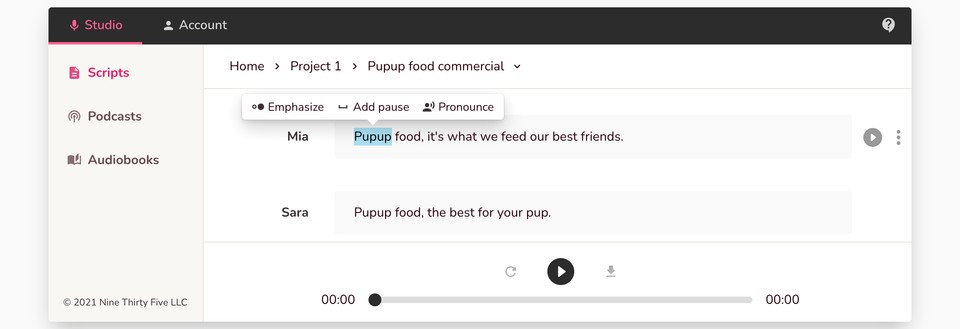 Studio
Account
Scripts
Podcasts
Audiobooks
© 2021 Nine Thirty Five LLC
Home > Project 1 > Pupup food commercial
Emphasize
Add pause
Pronounce
Mia
Pupup food, it's what we feed our best friends.
Sara
Pupup food, the best for your pup.
00:00
00:00